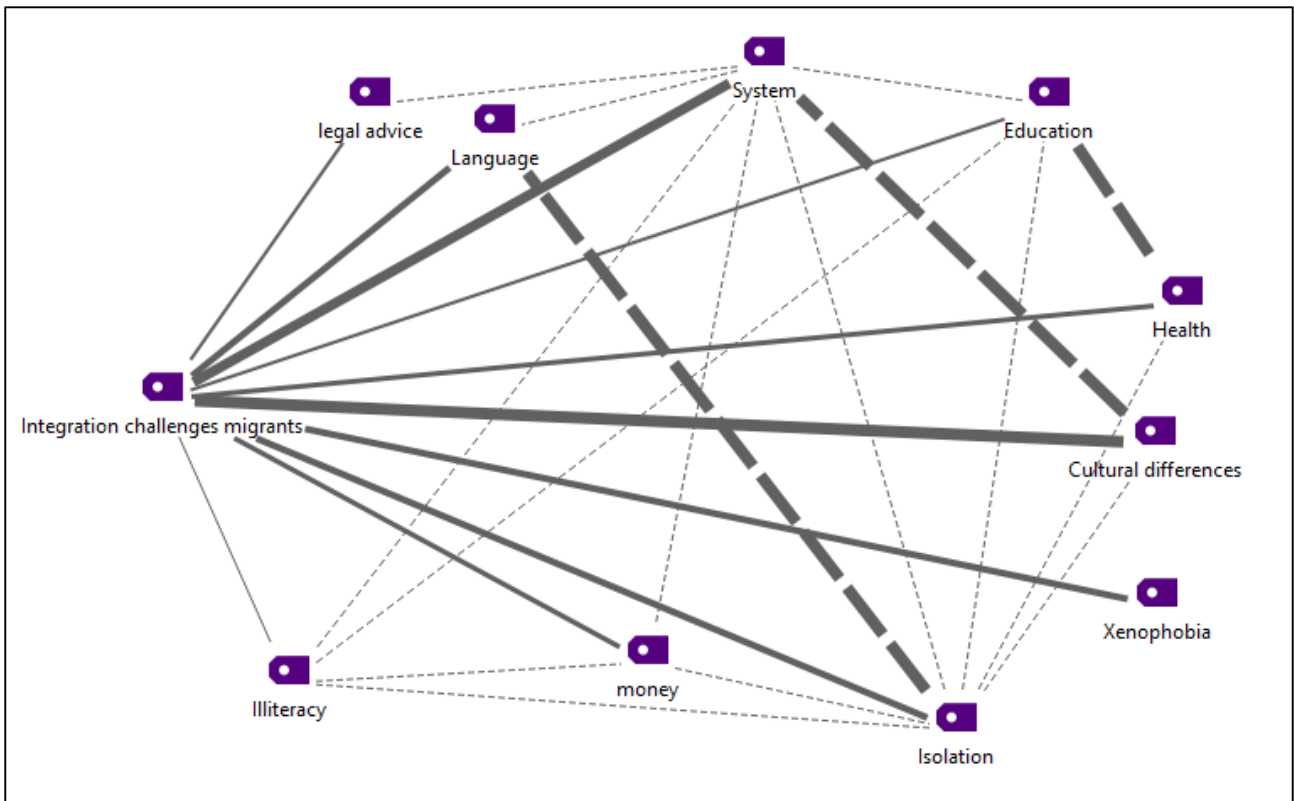 System
legal advice
Education
Language
Health
Integration challenges migrants
Cultural differences
Xenophobia
money
Illiteracy
Isolation